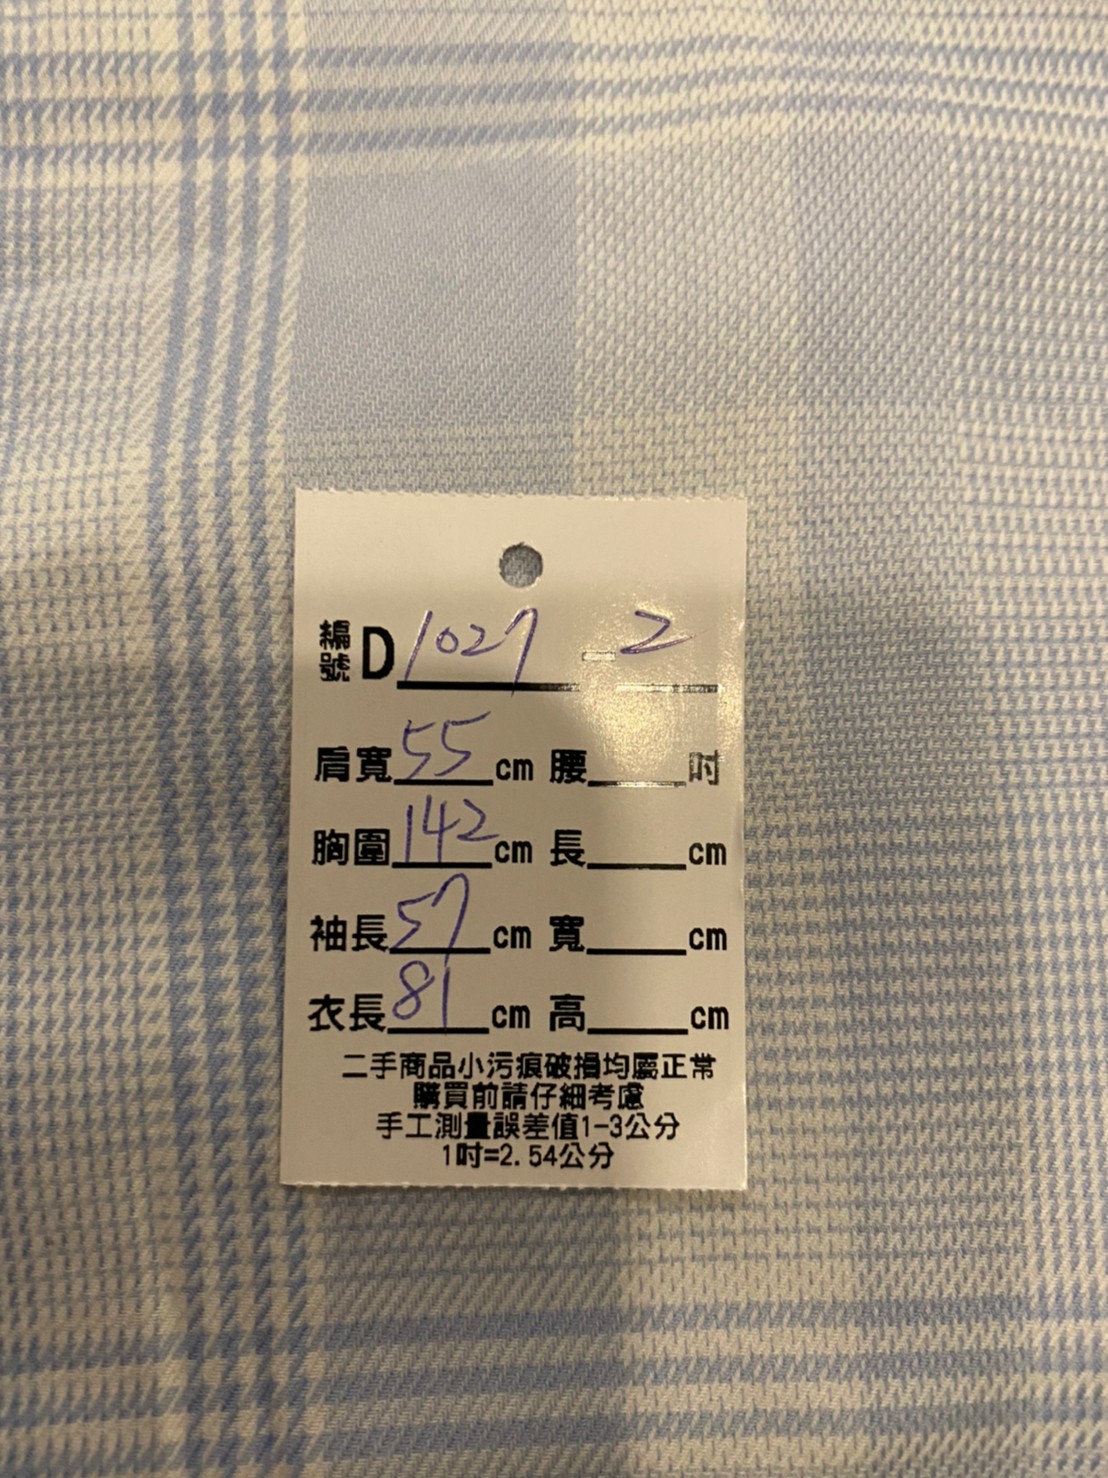 編號 D 1027 - 2
肩寬 55 cm 腰 吋
胸圍 142 cm 長 cm
袖長 57 cm 寬 cm
衣長 81 cm 高 cm
二手商品小污痕破損均屬正常
購買前請仔細考慮
手工測量誤差值1-3公分
1吋=2.54公分